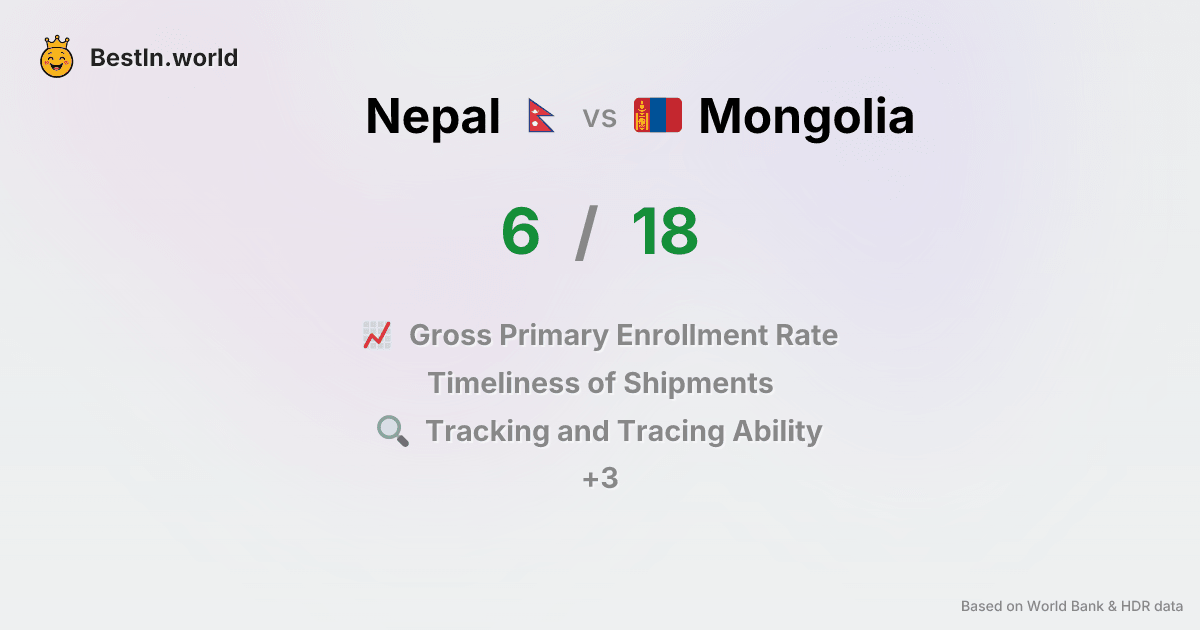 BestIn.world
Nepal vs Mongolia
6 / 18
Gross Primary Enrollment Rate
Timeliness of Shipments
Tracking and Tracing Ability
+3
Based on World Bank & HDR data